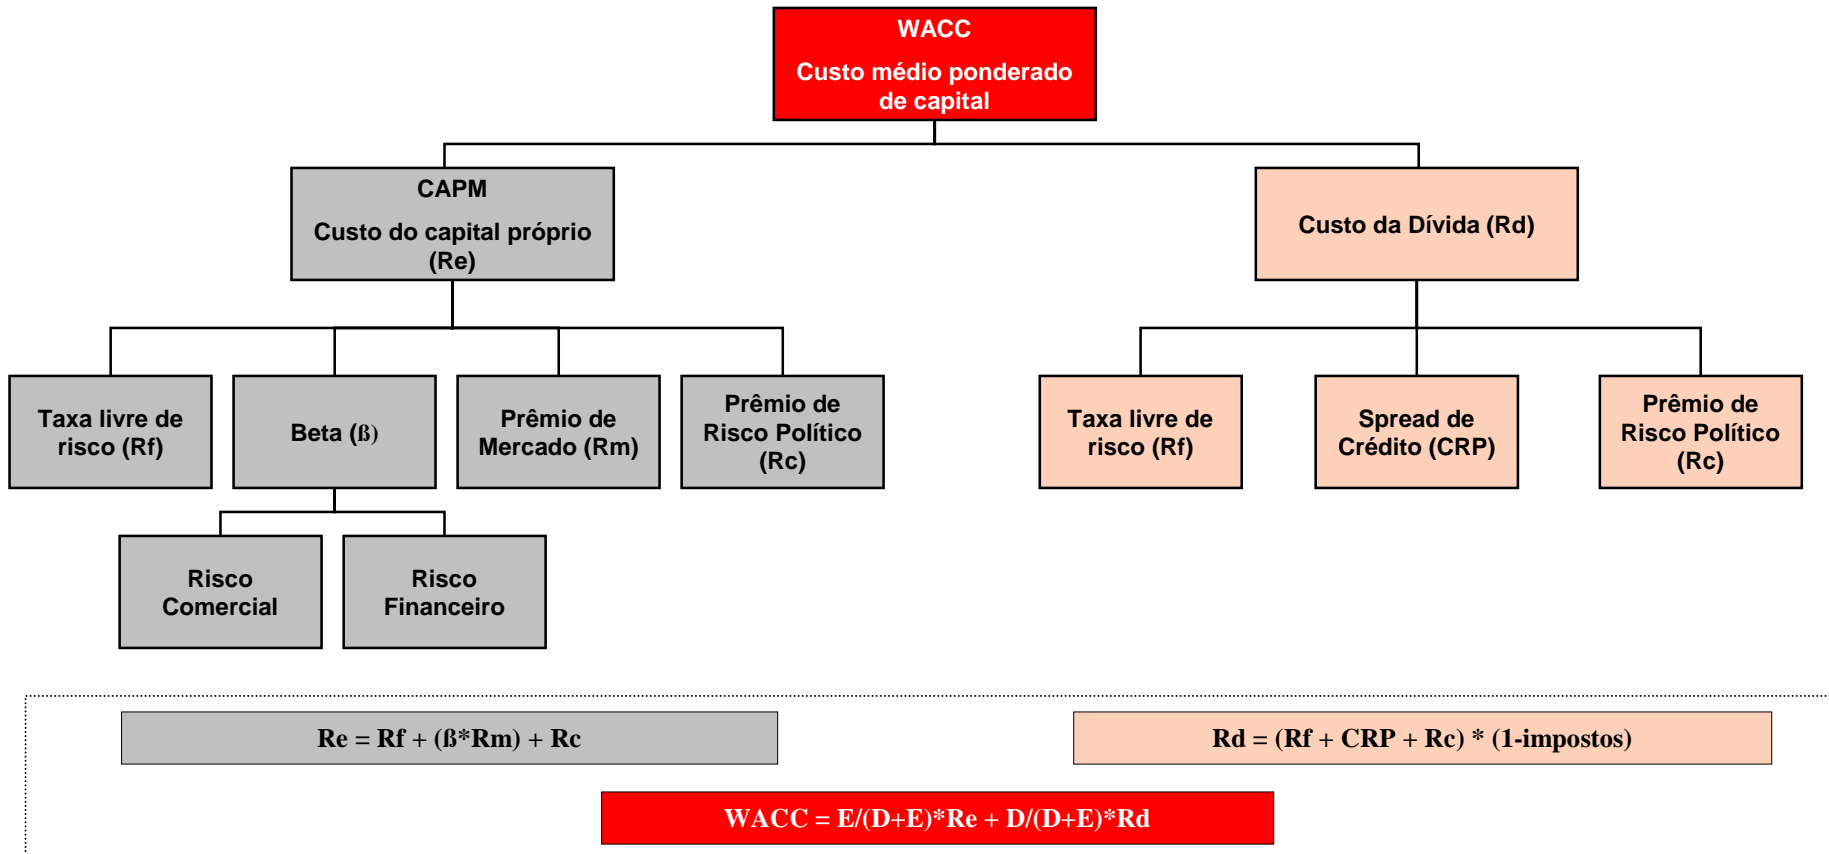 WACC
Custo médio ponderado
de capital
CAPM
Custo do capital próprio
(Re)
Custo da Dívida (Rd)
Taxa livre de
risco (Rf)
Beta (ß)
Prêmio de
Mercado (Rm)
Prêmio de
Risco Político
(Rc)
Taxa livre de
risco (Rf)
Spread de
Crédito (CRP)
Prêmio de
Risco Político
(Rc)
Risco
Comercial
Risco
Financeiro
Re = Rf + (ß*Rm) + Rc
Rd = (Rf + CRP + Rc) * (1-impostos)
WACC = E/(D+E)*Re + D/(D+E)*Rd